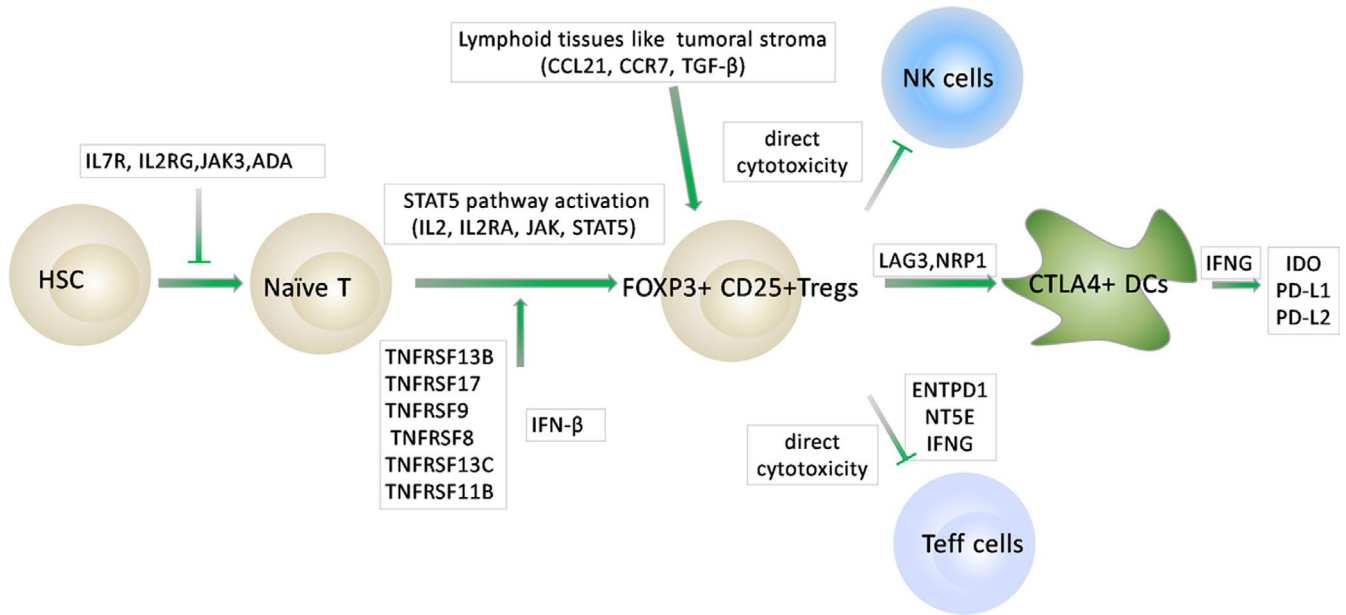 Lymphoid tissues like tumoral stroma
(CCL21, CCR7, TGF-β)
NK cells
direct
cytotoxicity
IL7R, IL2RG,JAK3,ADA
STAT5 pathway activation
(IL2, IL2RA, JAK, STAT5)
HSC
Naïve T
FOXP3+ CD25+Tregs
LAG3,NRP1
CTLA4+ DCs
IFNG
IDO
PD-L1
PD-L2
TNFRSF13B
TNFRSF17
TNFRSF9
TNFRSF8
TNFRSF13C
TNFRSF11B
IFN-β
direct
cytotoxicity
ENTPD1
NT5E
IFNG
Teff cells